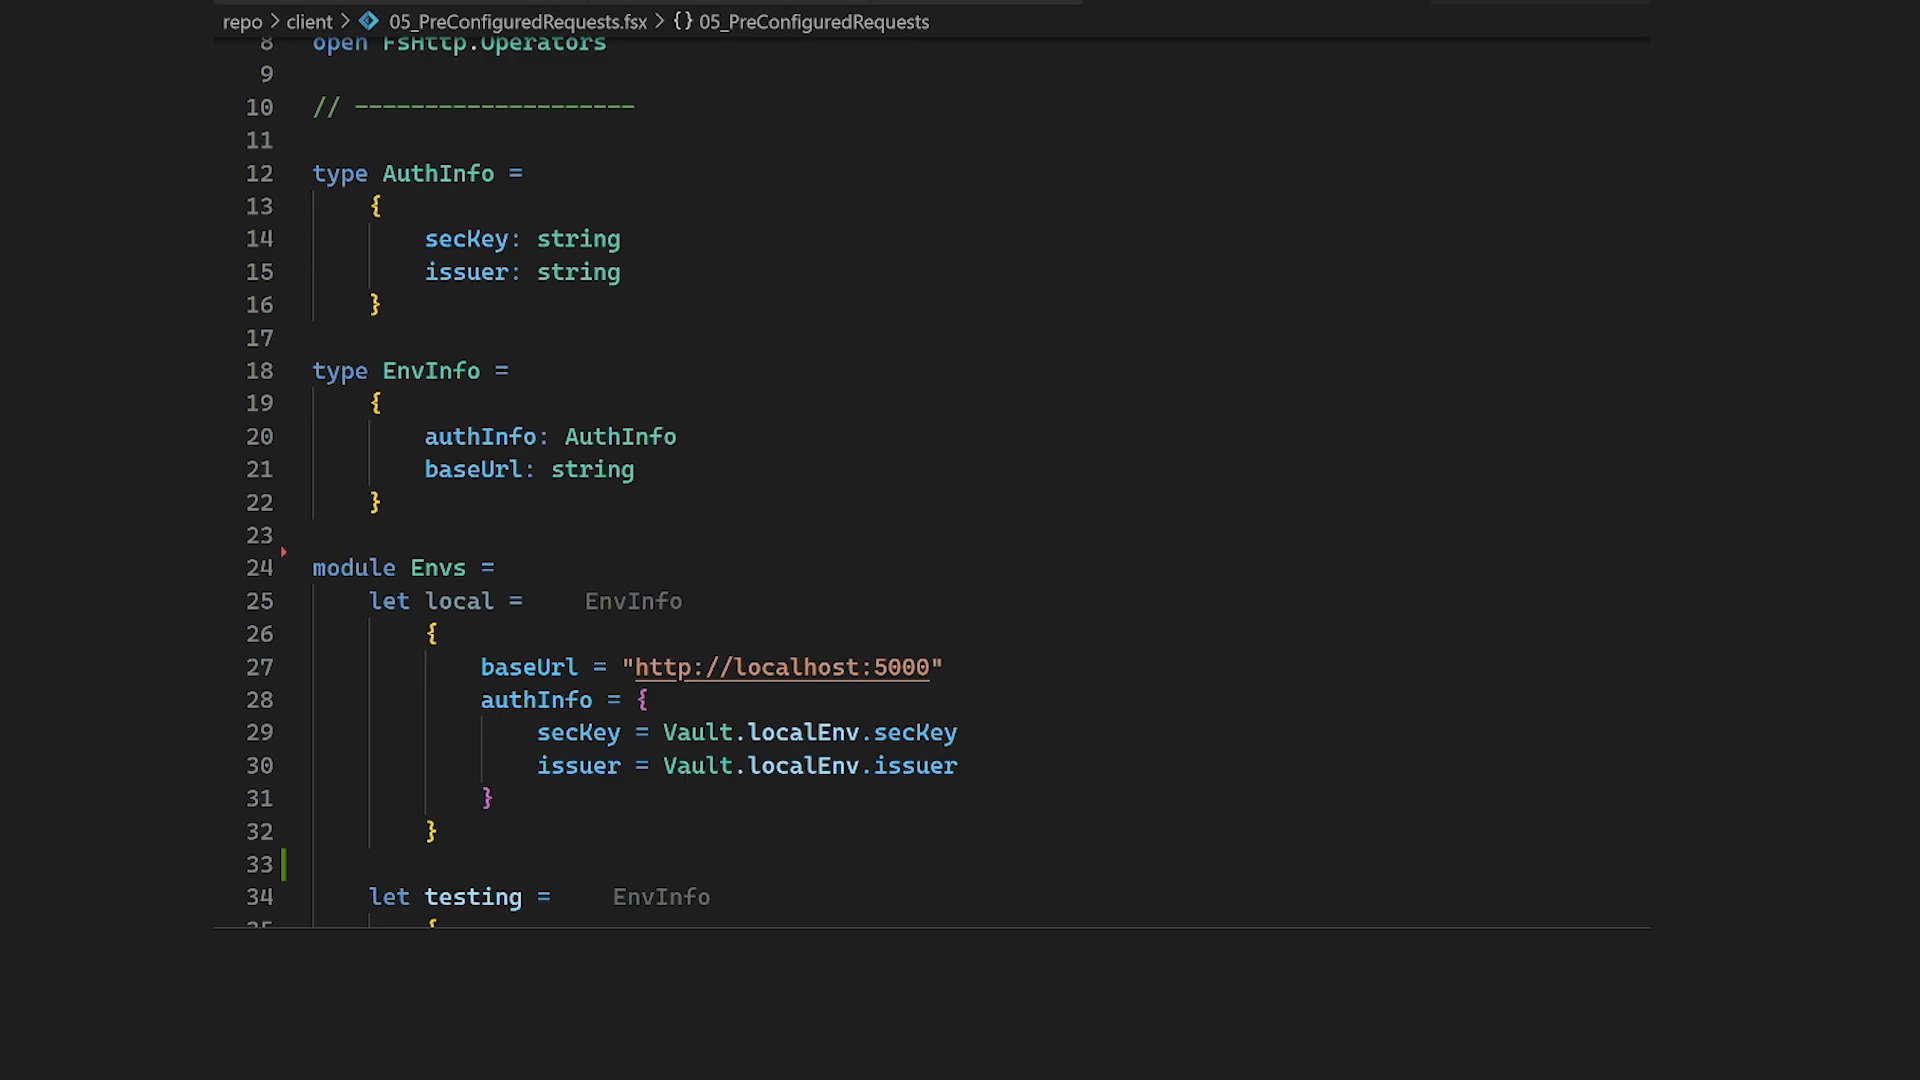 repo > client > 05_PreConfiguredRequests.fsx > {} 05_PreConfiguredRequests
8 open FsHttp.Operators
9
10 // --------------------
11
12 type AuthInfo =
13 {
14 secKey: string
15 issuer: string
16 }
17
18 type EnvInfo =
19 {
20 authInfo: AuthInfo
21 baseUrl: string
22 }
23
24 module Envs =
25 let local = EnvInfo
26 {
27 baseUrl = "http://localhost:5000"
28 authInfo = {
29 secKey = Vault.localEnv.secKey
30 issuer = Vault.localEnv.issuer
31 }
32 }
33
34 let testing = EnvInfo
35 {